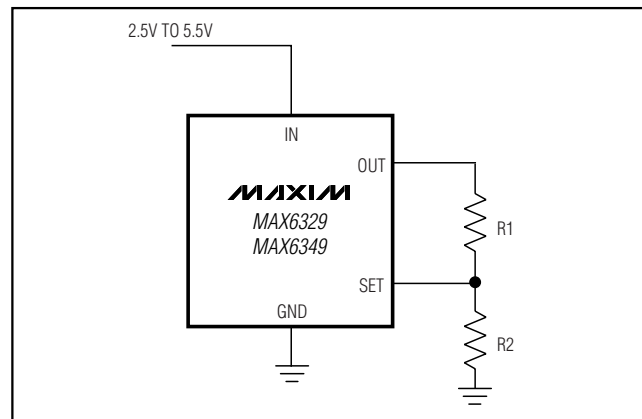 2.5V TO 5.5V
IN
OUT
MAXIM
MAX6329
MAX6349
R1
SET
GND
R2